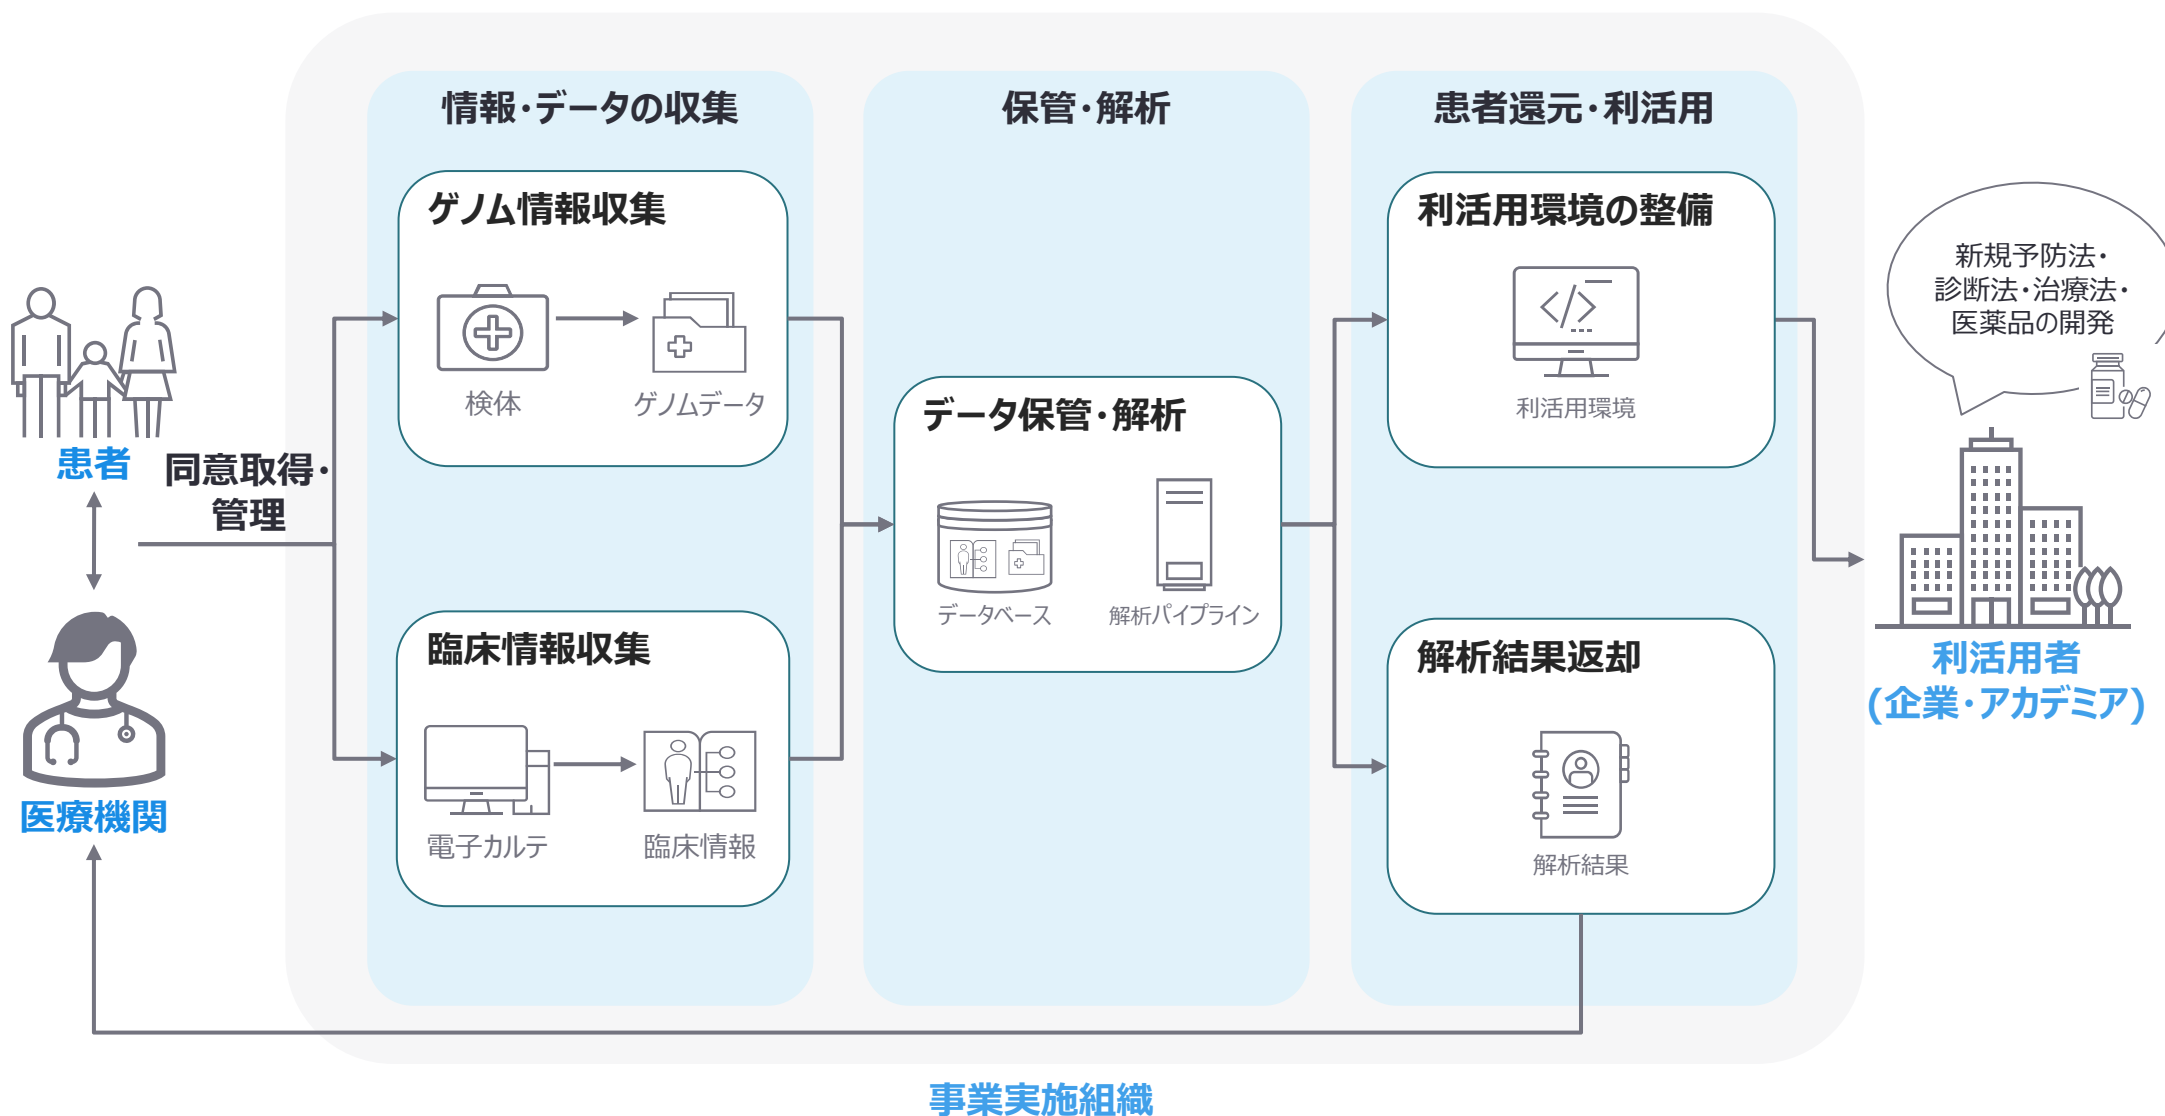 情報・データの収集
保管・解析
患者還元・利活用
ゲノム情報収集
検体
ゲノムデータ
臨床情報収集
電子カルテ
臨床情報
データ保管・解析
データベース
解析パイプライン
利活用環境の整備
利活用環境
解析結果返却
解析結果
患者
同意取得・
管理
医療機関
新規予防法・
診断法・治療法・
医薬品の開発
利活用者
(企業・アカデミア)
事業実施組織